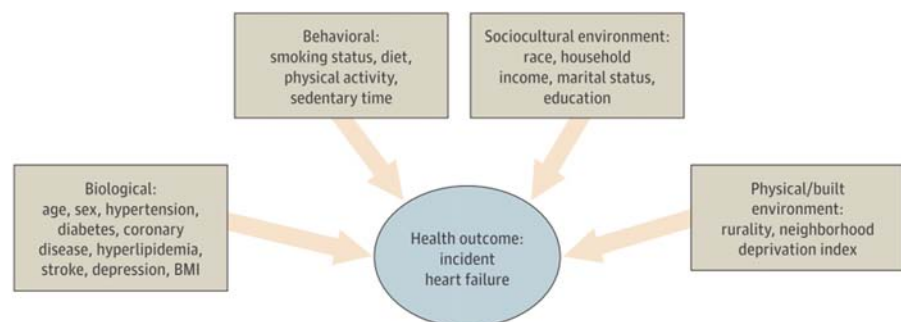 Behavioral:
smoking status, diet,
physical activity,
sedentary time
Sociocultural environment:
race, household
income, marital status,
education
Biological:
age, sex, hypertension,
diabetes, coronary
disease, hyperlipidemia,
stroke, depression, BMI
Health outcome:
incident
heart failure
Physical/built
environment:
rurality, neighborhood
deprivation index